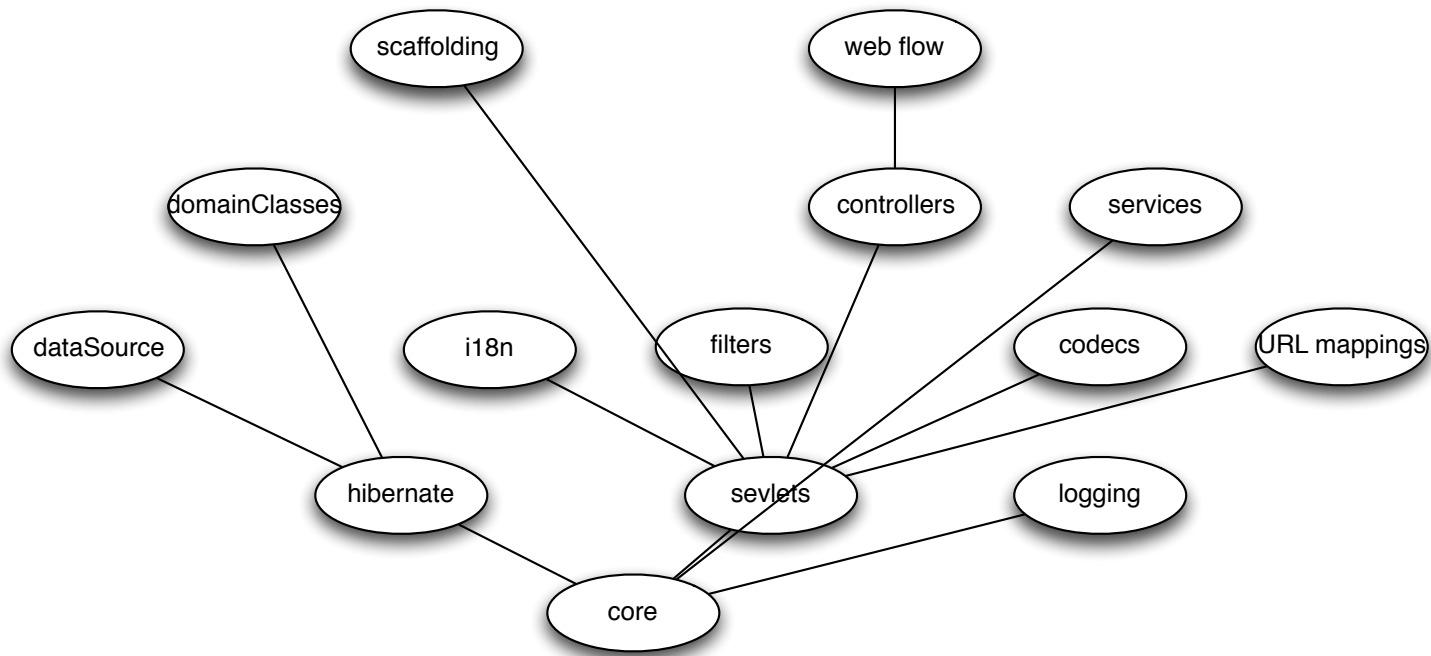 scaffolding
web flow
domainClasses
controllers
services
dataSource
i18n
filters
codecs
URL mappings
hibernate
sevlets
logging
core